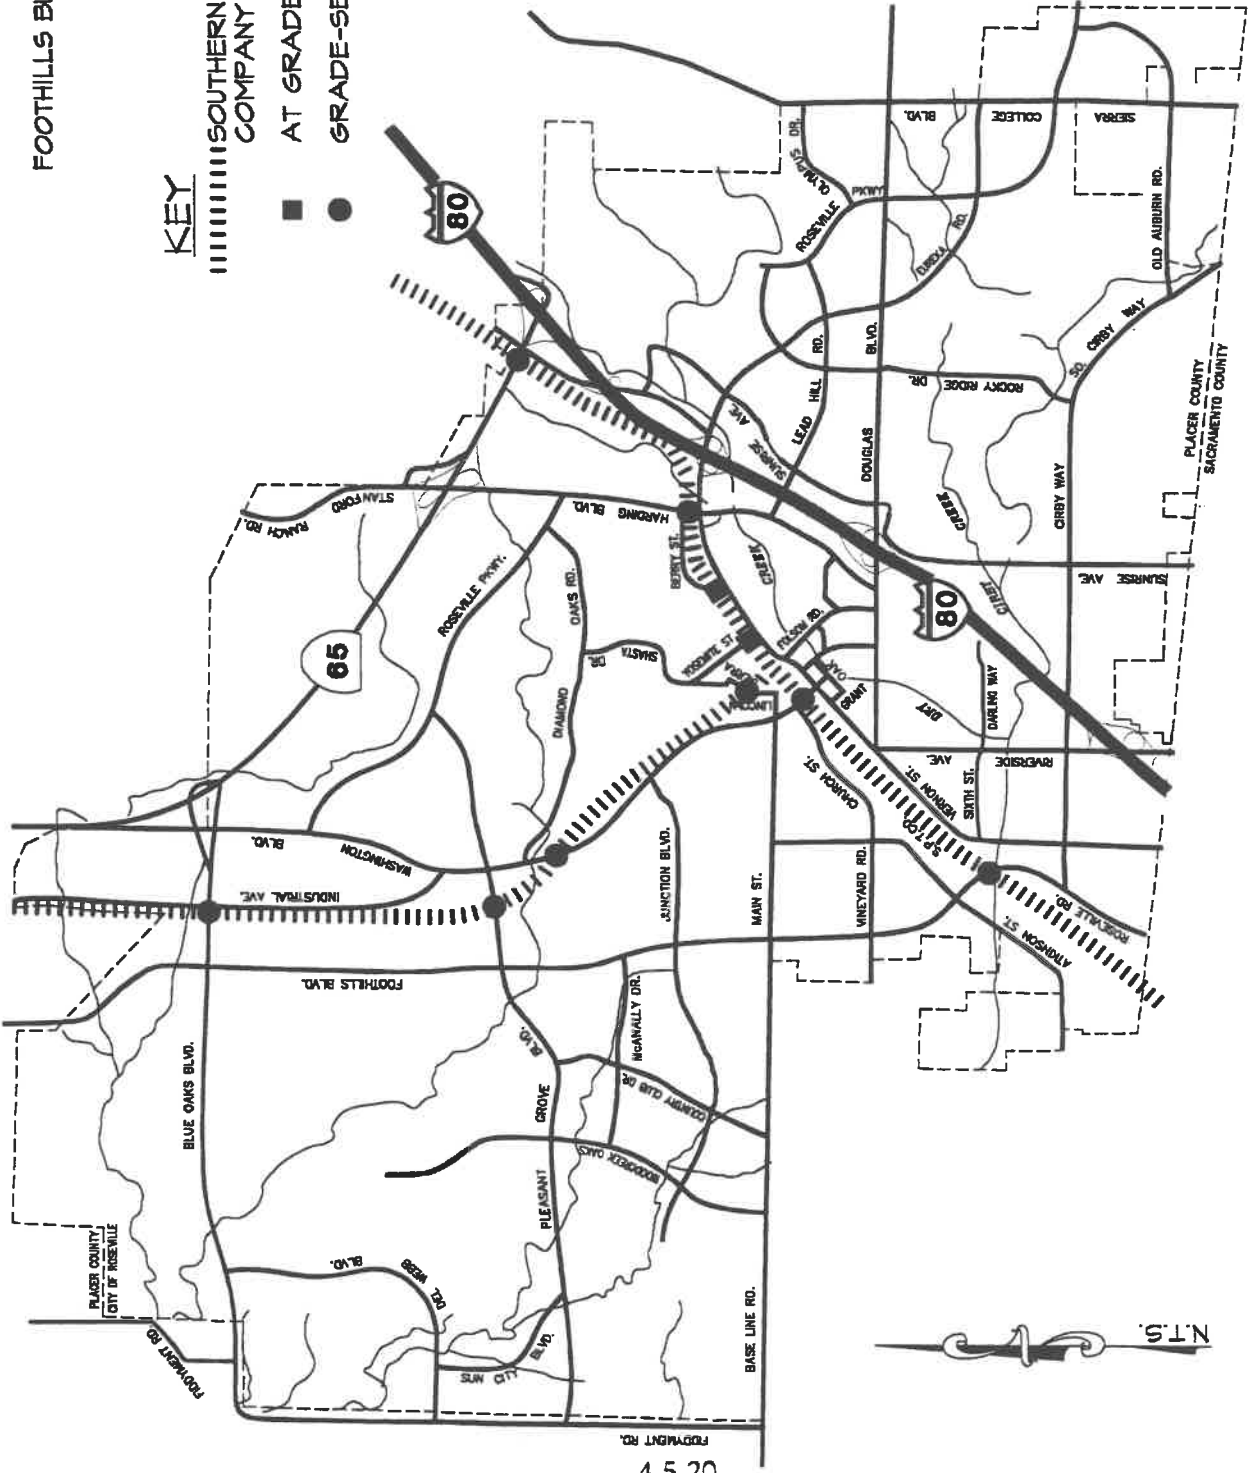 FOOTHILLS B
KEY
SOUTHERN
COMPANY
AT GRADE
GRADE-SE
80
ROSEVILLE
OLYMPUS DR.
PKWY
BLVD.
COLLEGE
SIERRA
EUREKA RD.
OLD AUBURN RD.
SO. CIRBY WAY
ROCKY RIDGE DR.
LEAD HILL RD.
DOUGLAS BLVD.
SUNRISE AVE.
PLACER COUNTY
SACRAMENTO COUNTY
CIRBY WAY
SUNRISE AVE.
RANCH RD.
STANFORD
HARDING BLVD.
ROSEVILLE PKWY.
65
BERRY ST.
CREEK
CREEK
OAKS RD.
DIAMOND
SHASTA DR.
YOSEMITE ST.
SIERRA
LINCOLN
FOLSOM RD.
OAK
GRANT
DRY
CIRBY
80
DARLING WAY
SIXTH ST.
RIVERSIDE AVE.
VERNON ST.
CHURCH ST.
S.P.T.CO.
WASHINGTON BLVD.
INDUSTRIAL AVE.
JUNCTION BLVD.
MAIN ST.
VINEYARD RD.
ATKINSON ST.
ROSEVILLE RD.
FOOTHILLS BLVD.
McANALLY DR.
BLUE OAKS BLVD.
PLEASANT GROVE BLVD.
COUNTRY CLUB DR.
WOODCREEK OAKS
PLACER COUNTY
CITY OF ROSEVILLE
FIDDYMENT RD.
DEL WEBB BLVD.
SUN CITY BLVD.
BASE LINE RD.
FIDDYMENT RD.
N.T.S.
4.5.20